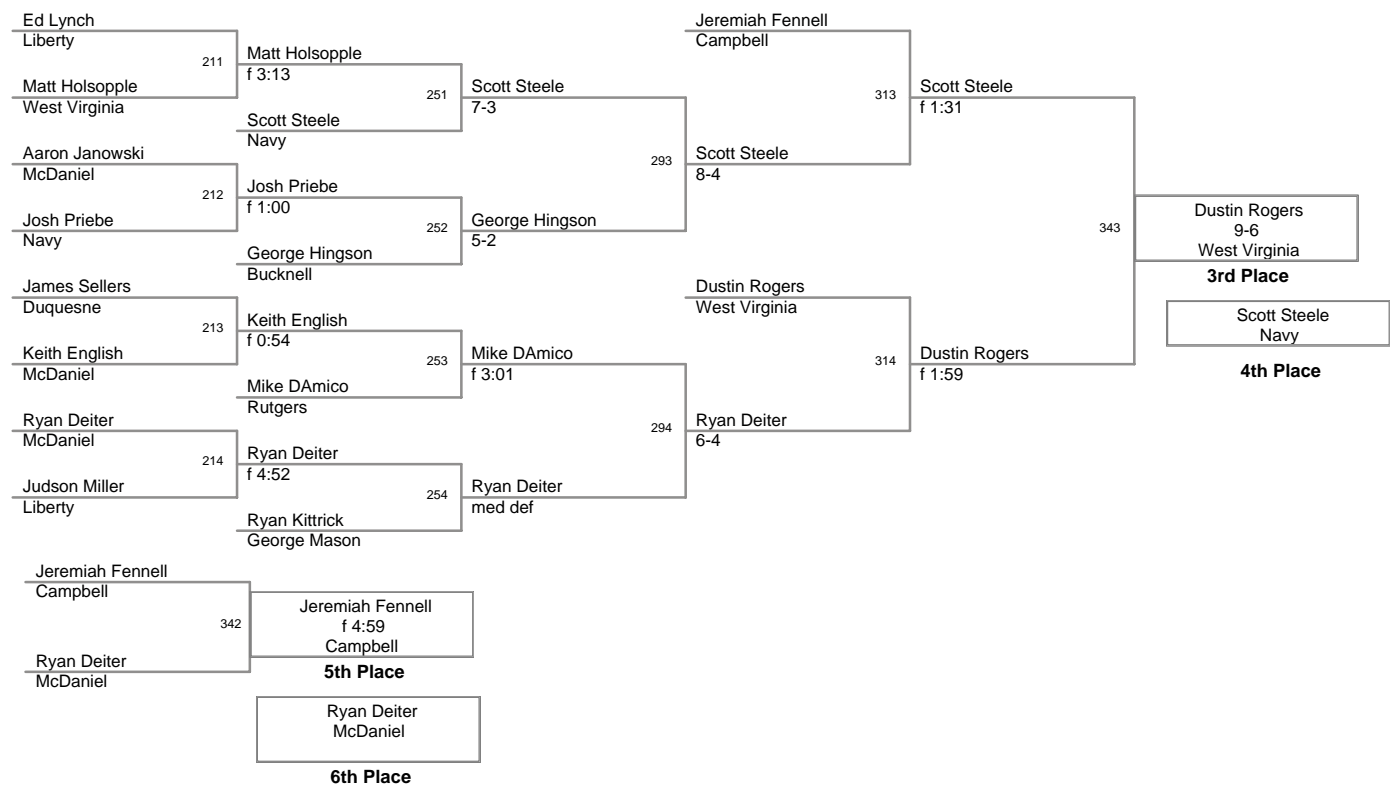 Ed Lynch
Liberty
211
Matt Holsopple
West Virginia
Matt Holsopple
f 3:13
251
Scott Steele
Navy
Scott Steele
7-3
Aaron Janowski
McDaniel
212
Josh Priebe
Navy
Josh Priebe
f 1:00
252
George Hingson
Bucknell
George Hingson
5-2
293
Scott Steele
8-4
Jeremiah Fennell
Campbell
313
Scott Steele
f 1:31
James Sellers
Duquesne
213
Keith English
McDaniel
Keith English
f 0:54
253
Mike DAmico
Rutgers
Mike DAmico
f 3:01
Ryan Deiter
McDaniel
214
Judson Miller
Liberty
Ryan Deiter
f 4:52
254
Ryan Kittrick
George Mason
Ryan Deiter
med def
294
Ryan Deiter
6-4
Dustin Rogers
West Virginia
314
Dustin Rogers
f 1:59
343
Dustin Rogers
9-6
West Virginia
3rd Place
Scott Steele
Navy
4th Place
Jeremiah Fennell
Campbell
342
Ryan Deiter
McDaniel
Jeremiah Fennell
f 4:59
Campbell
5th Place
Ryan Deiter
McDaniel
6th Place